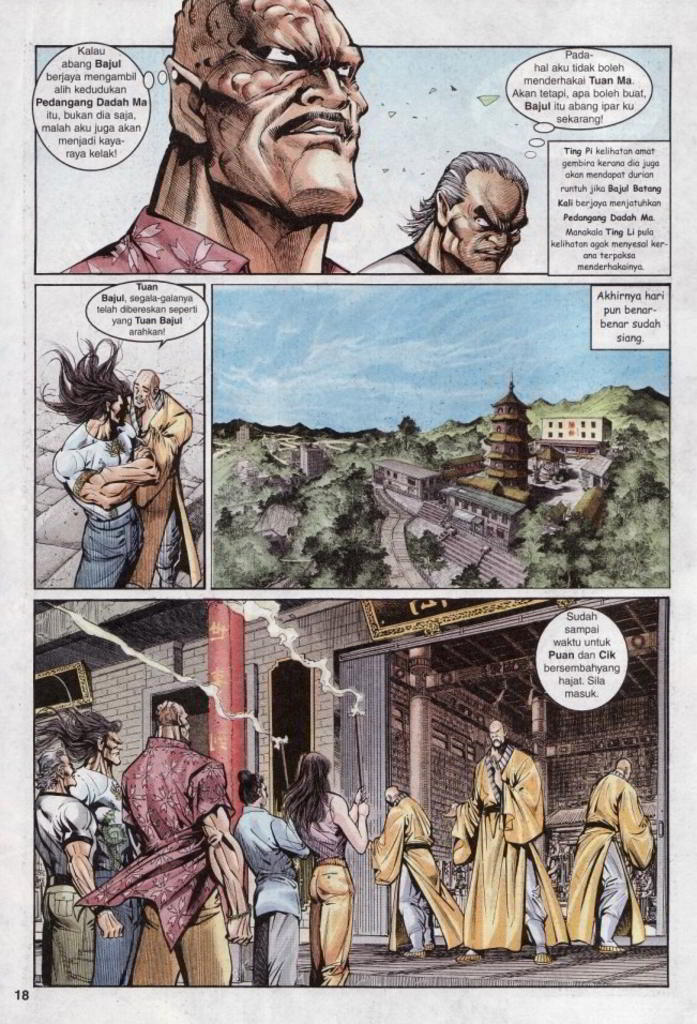 Kalau
abang Bajul
berjaya mengambil
alih kedudukan
Pedangang Dadah Ma
itu, bukan dia saja,
malah aku juga akan
menjadi kaya-
raya kelak!
Pada-
hal aku tidak boleh
menderhakai Tuan Ma.
Akan tetapi, apa boleh buat,
Bajul itu abang ipar ku
sekarang!
Ting Pi kelihatan amat
gembira kerana dia juga
akan mendapat durian
runtuh jika Bajul Batang
Kali berjaya menjatuhkan
Pedangang Dadah Ma.
Manakala Ting Li pula
kelihatan agak menyesal ker-
ana terpaksa
menderhakainya.
Tuan
Bajul, segala-galanya
telah dibereskan seperti
yang Tuan Bajul
arahkan!
Akhirnya hari
pun benar-
benar sudah
siang.
Sudah
sampai
waktu untuk
Puan dan Cik
bersembahyang
hajat. Sila
masuk.
18